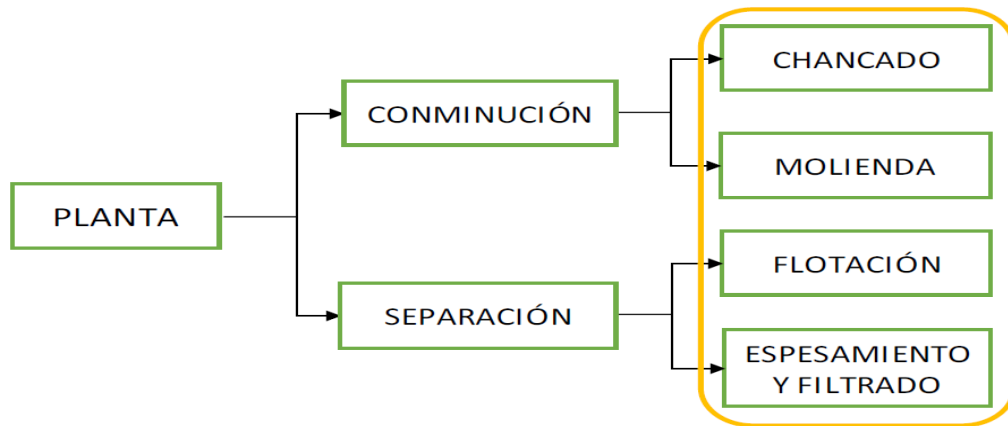 PLANTA
CONMINUCIÓN
CHANCADO
MOLIENDA
SEPARACIÓN
FLOTACIÓN
ESPESAMIENTO
Y FILTRADO